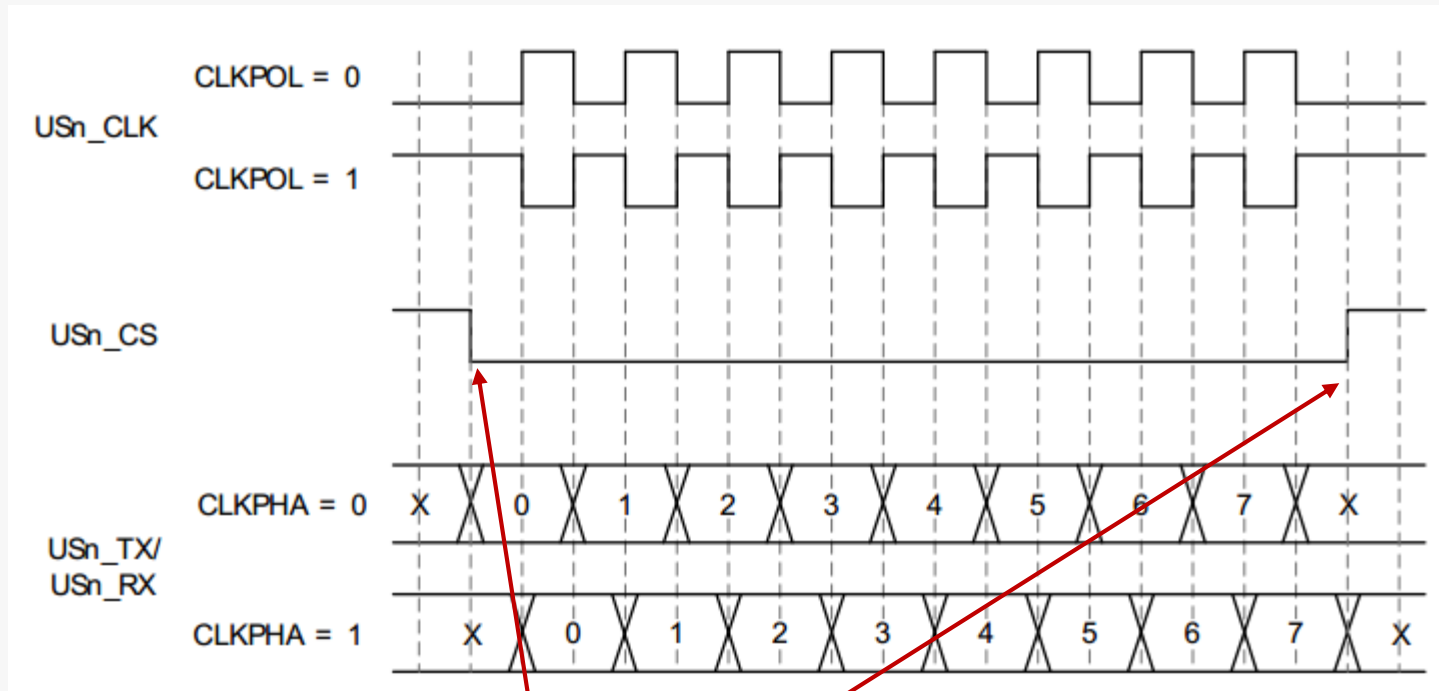 CLKPOL = 0
USn_CLK
CLKPOL = 1
USn_CS
CLKPHA = 0 X 0 1 2 3 4 5 6 7 X
USn_TX/
USn_RX
CLKPHA = 1 X 0 1 2 3 4 5 6 7 X